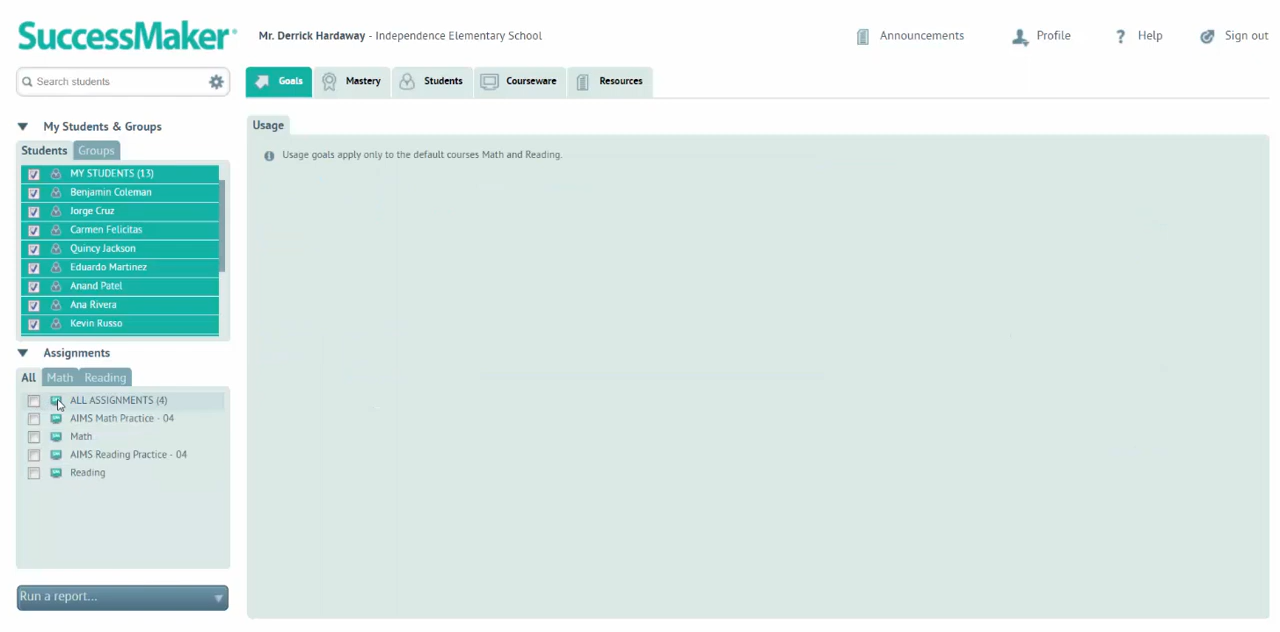 SuccessMaker
Mr. Derrick Hardaway - Independence Elementary School
Announcements
Profile
? Help
Sign out
Search students
Goals
Mastery
Students
Courseware
Resources
My Students & Groups
Students
Groups
MY STUDENTS (13)
Benjamin Coleman
Jorge Cruz
Carmen Felicitas
Quincy Jackson
Eduardo Martinez
Anand Patel
Ana Rivera
Kevin Russo
Assignments
All
Math
Reading
ALL ASSIGNMENTS (4)
AIMS Math Practice - 04
Math
AIMS Reading Practice - 04
Reading
Run a report...
Usage
Usage goals apply only to the default courses Math and Reading.